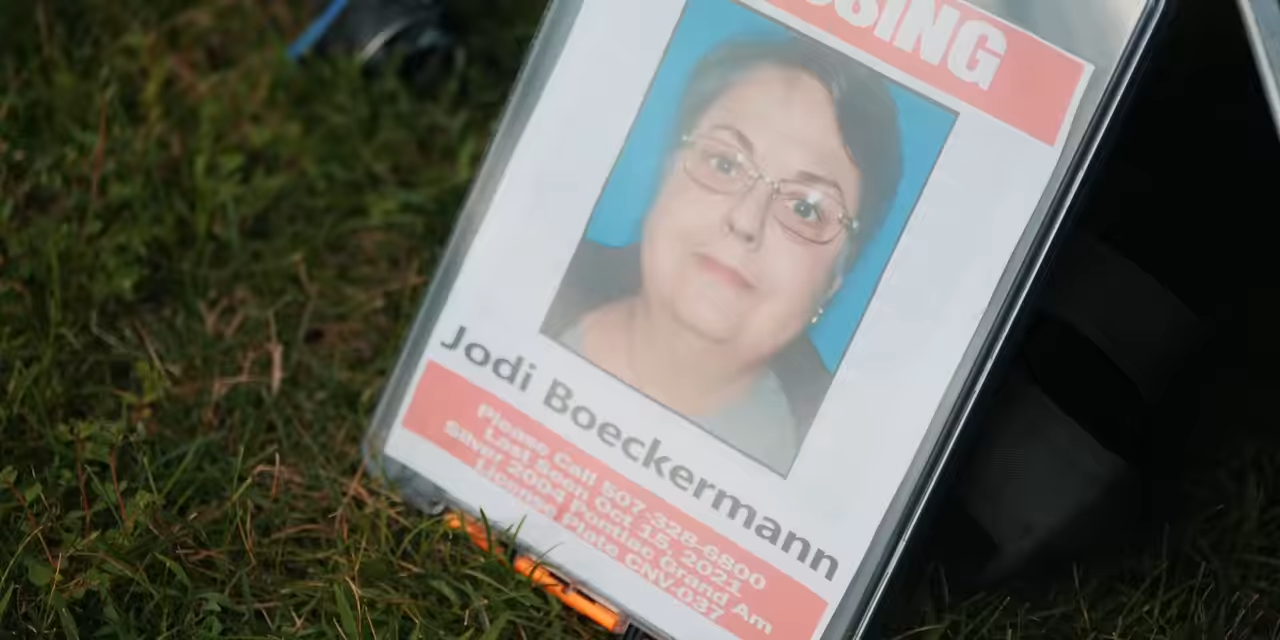 SING
Jodi Boeckermann
Please Call 507-328-6800
Last Seen Oct 15, 2021
Silver 2004 Pontiac Grand Am
License Plate CNV-037